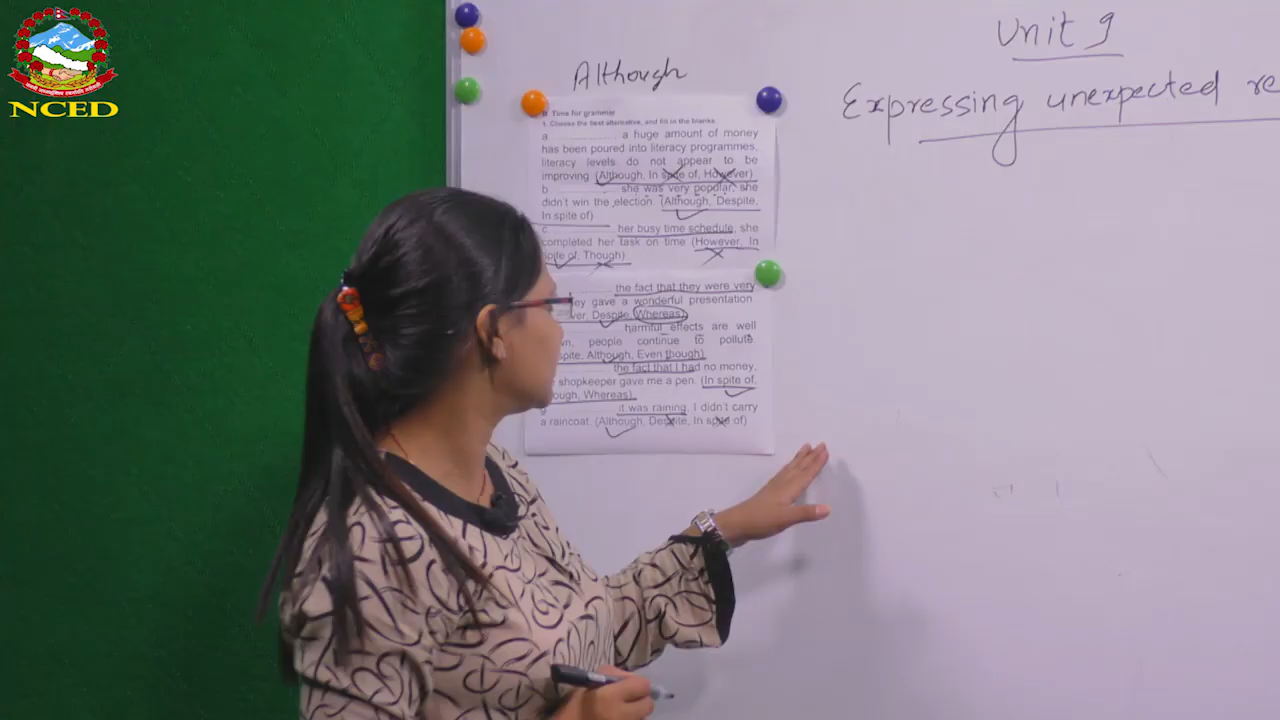 NCED
Unit 9
Expressing unexpected re
Although
B. Time for grammar
1. Choose the best alternative, and fill in the blanks.
a ............... a huge amount of money
has been poured into literacy programmes,
literacy levels do not appear to be
improving (Although, In spite of, However)
b ............... she was very popular, she
didn't win the election. (Although, Despite,
In spite of)
c ............... her busy time schedule, she
completed her task on time (However, In
spite of, Though)
the fact that they were very
ey gave a wonderful presentation.
ver, Despite, Whereas)
harmful effects are well
wn, people continue to pollute
spite, Although, Even though)
the fact that I had no money,
e shopkeeper gave me a pen. (In spite of,
ough, Whereas)
g ............... it was raining, I didn't carry
a raincoat. (Although, Despite, In spite of)